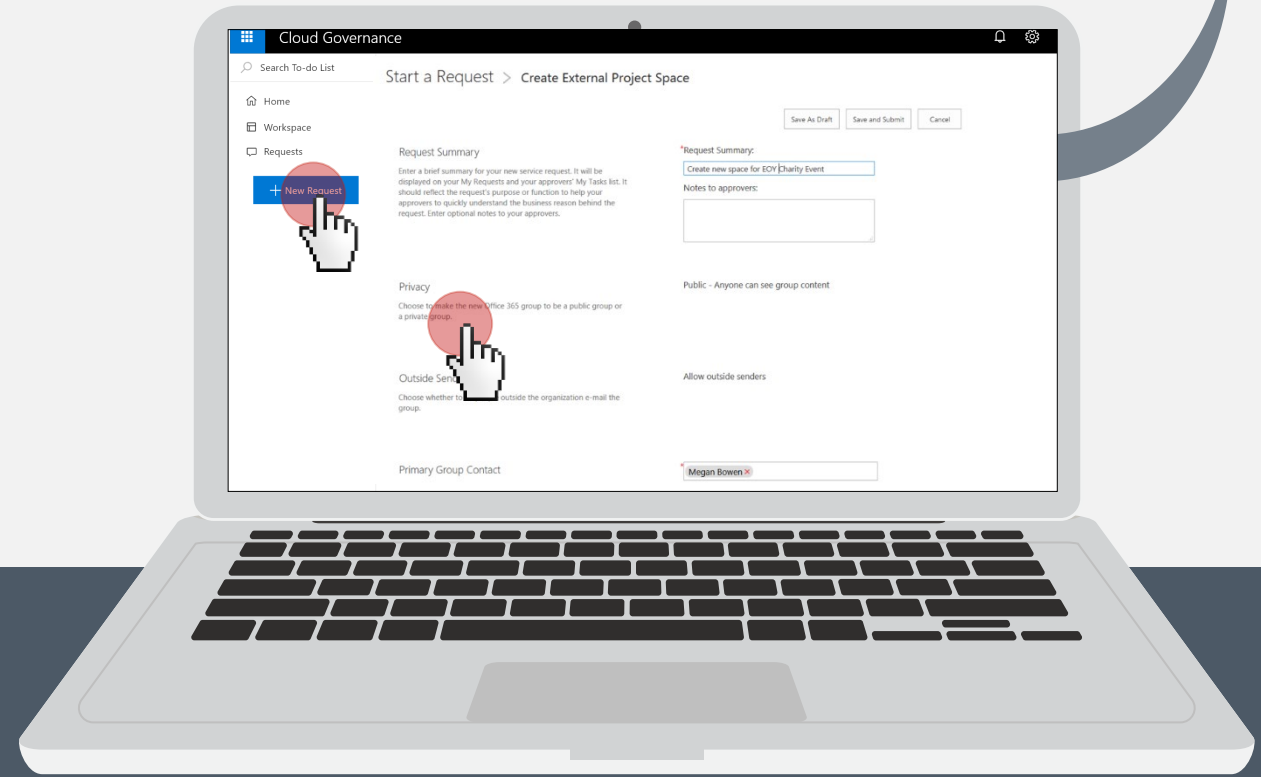 Cloud Governance
Search To-do List
Home
Workspace
Requests
New Request
Start a Request > Create External Project Space
Save As Draft
Save and Submit
Cancel
Request Summary
Enter a brief summary for your new service request. It will be
displayed on your My Requests and your approvers' My Tasks list. It
should reflect the request's purpose or function to help your
approvers to quickly understand the business reason behind the
request. Enter optional notes to your approvers.
*Request Summary:
Create new space for EOY Charity Event
Notes to approvers:
Privacy
Choose to make the new Office 365 group to be a public group or
a private group.
Public - Anyone can see group content
Outside Sen
Choose whether to outside the organization e-mail the
group.
Allow outside senders
Primary Group Contact
* Megan Bowen ×